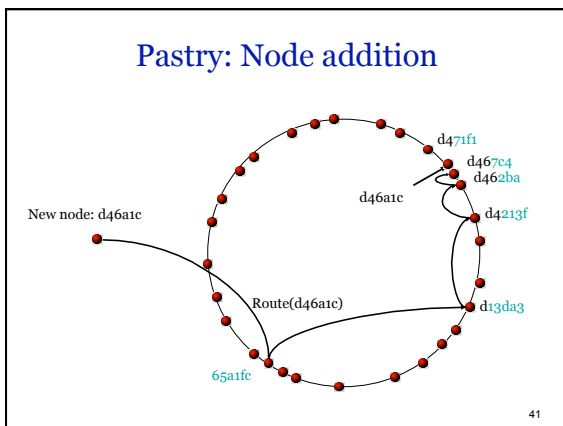 Pastry: Node addition
d471f1
d467c4
d462ba
d46a1c
d4213f
New node: d46a1c
Route(d46a1c)
d13da3
65a1fc
41